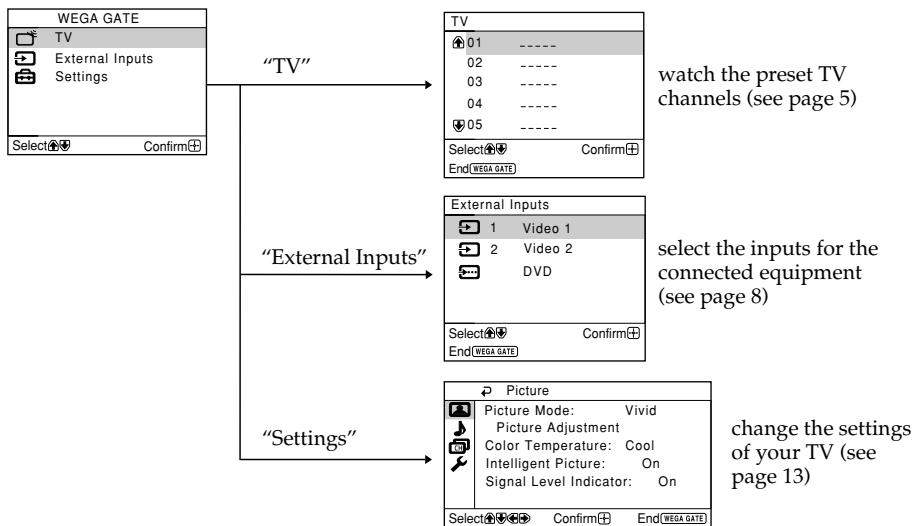 WEGA GATE
TV
External Inputs
Settings
Select Confirm
"TV"
TV
01 -----
02 -----
03 -----
04 -----
05 -----
Select Confirm
End WEGA GATE
watch the preset TV
channels (see page 5)
"External Inputs"
External Inputs
1 Video 1
2 Video 2
DVD
Select Confirm
End WEGA GATE
select the inputs for the
connected equipment
(see page 8)
"Settings"
Picture
Picture Mode: Vivid
Picture Adjustment
Color Temperature: Cool
Intelligent Picture: On
Signal Level Indicator: On
Select Confirm End WEGA GATE
change the settings
of your TV (see
page 13)